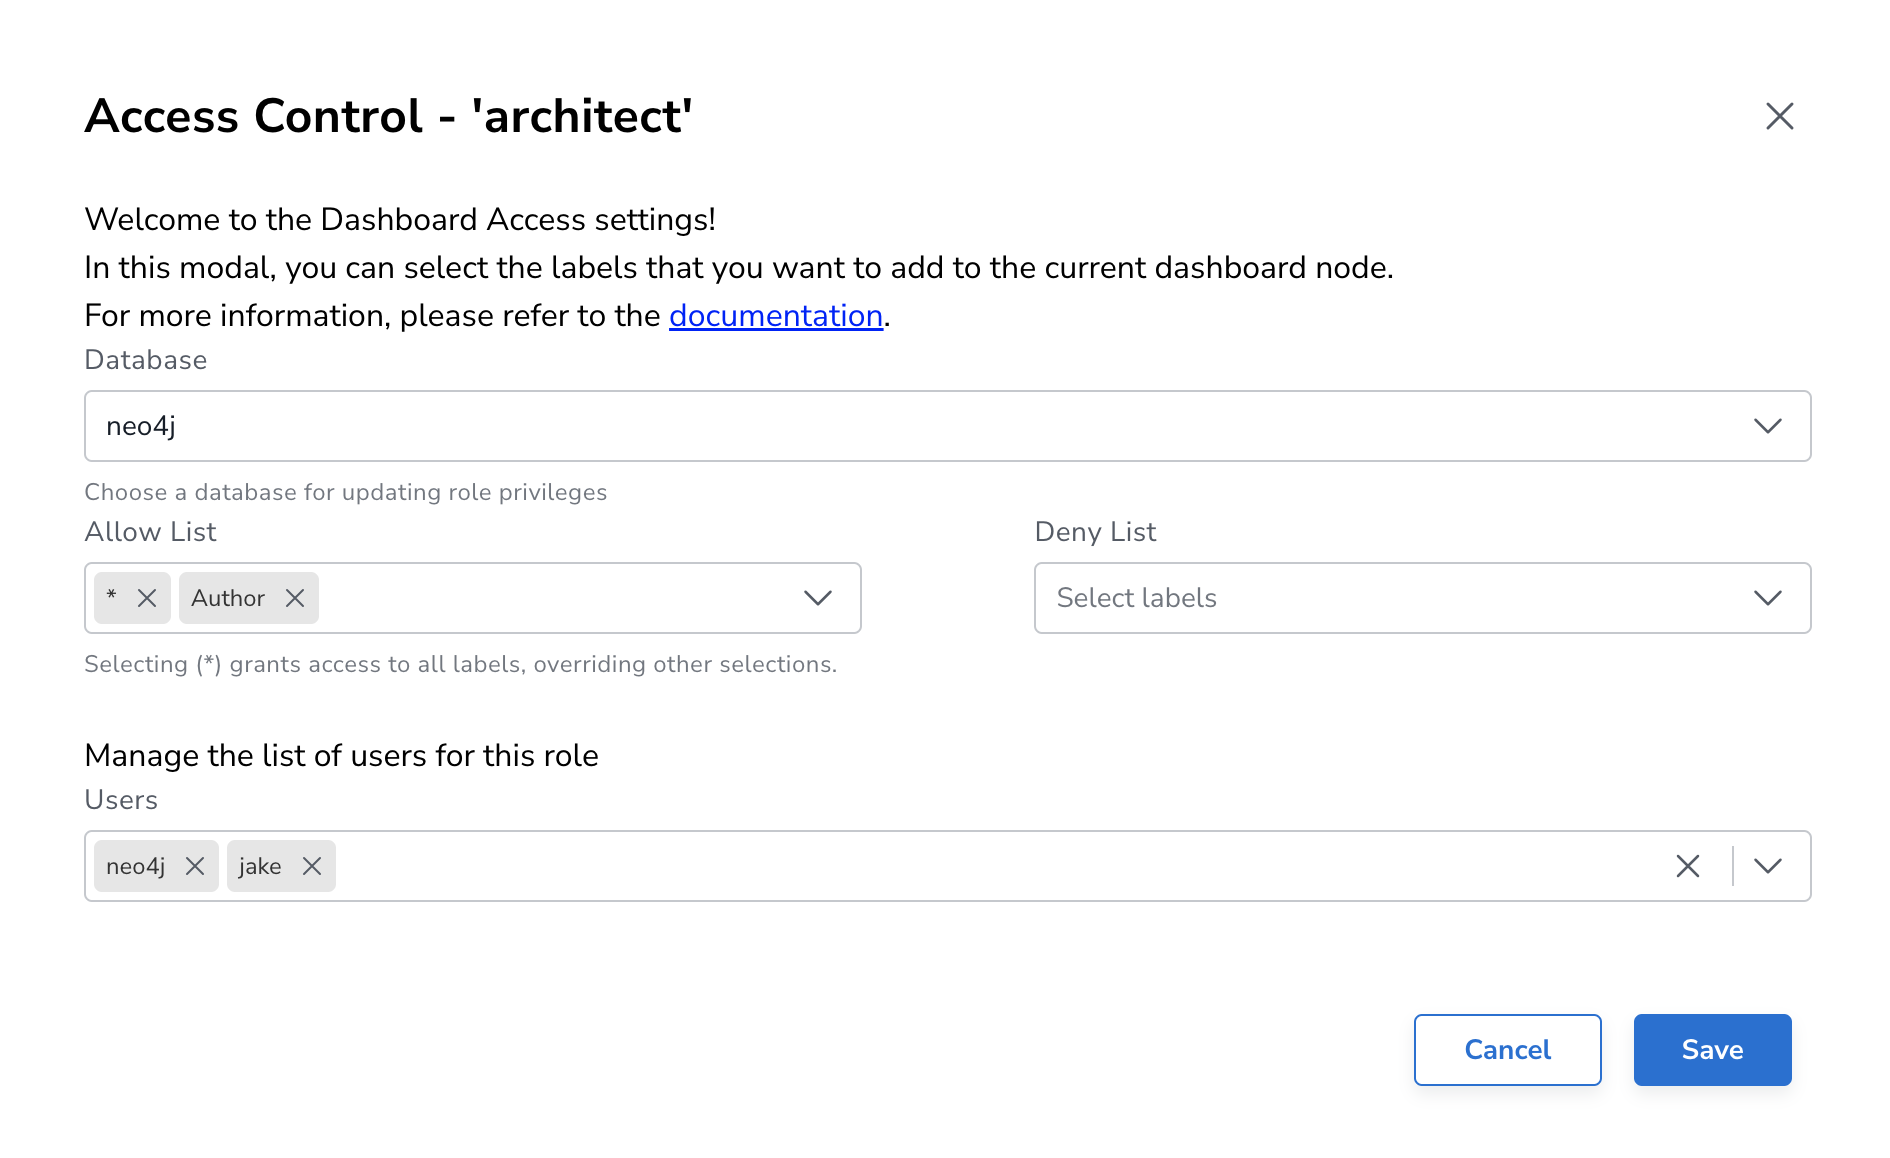 Access Control - 'architect'
Welcome to the Dashboard Access settings!
In this modal, you can select the labels that you want to add to the current dashboard node.
For more information, please refer to the documentation.
Database
neo4j
Choose a database for updating role privileges
Allow List
* Author
Selecting (*) grants access to all labels, overriding other selections.
Deny List
Select labels
Manage the list of users for this role
Users
neo4j jake
Cancel Save